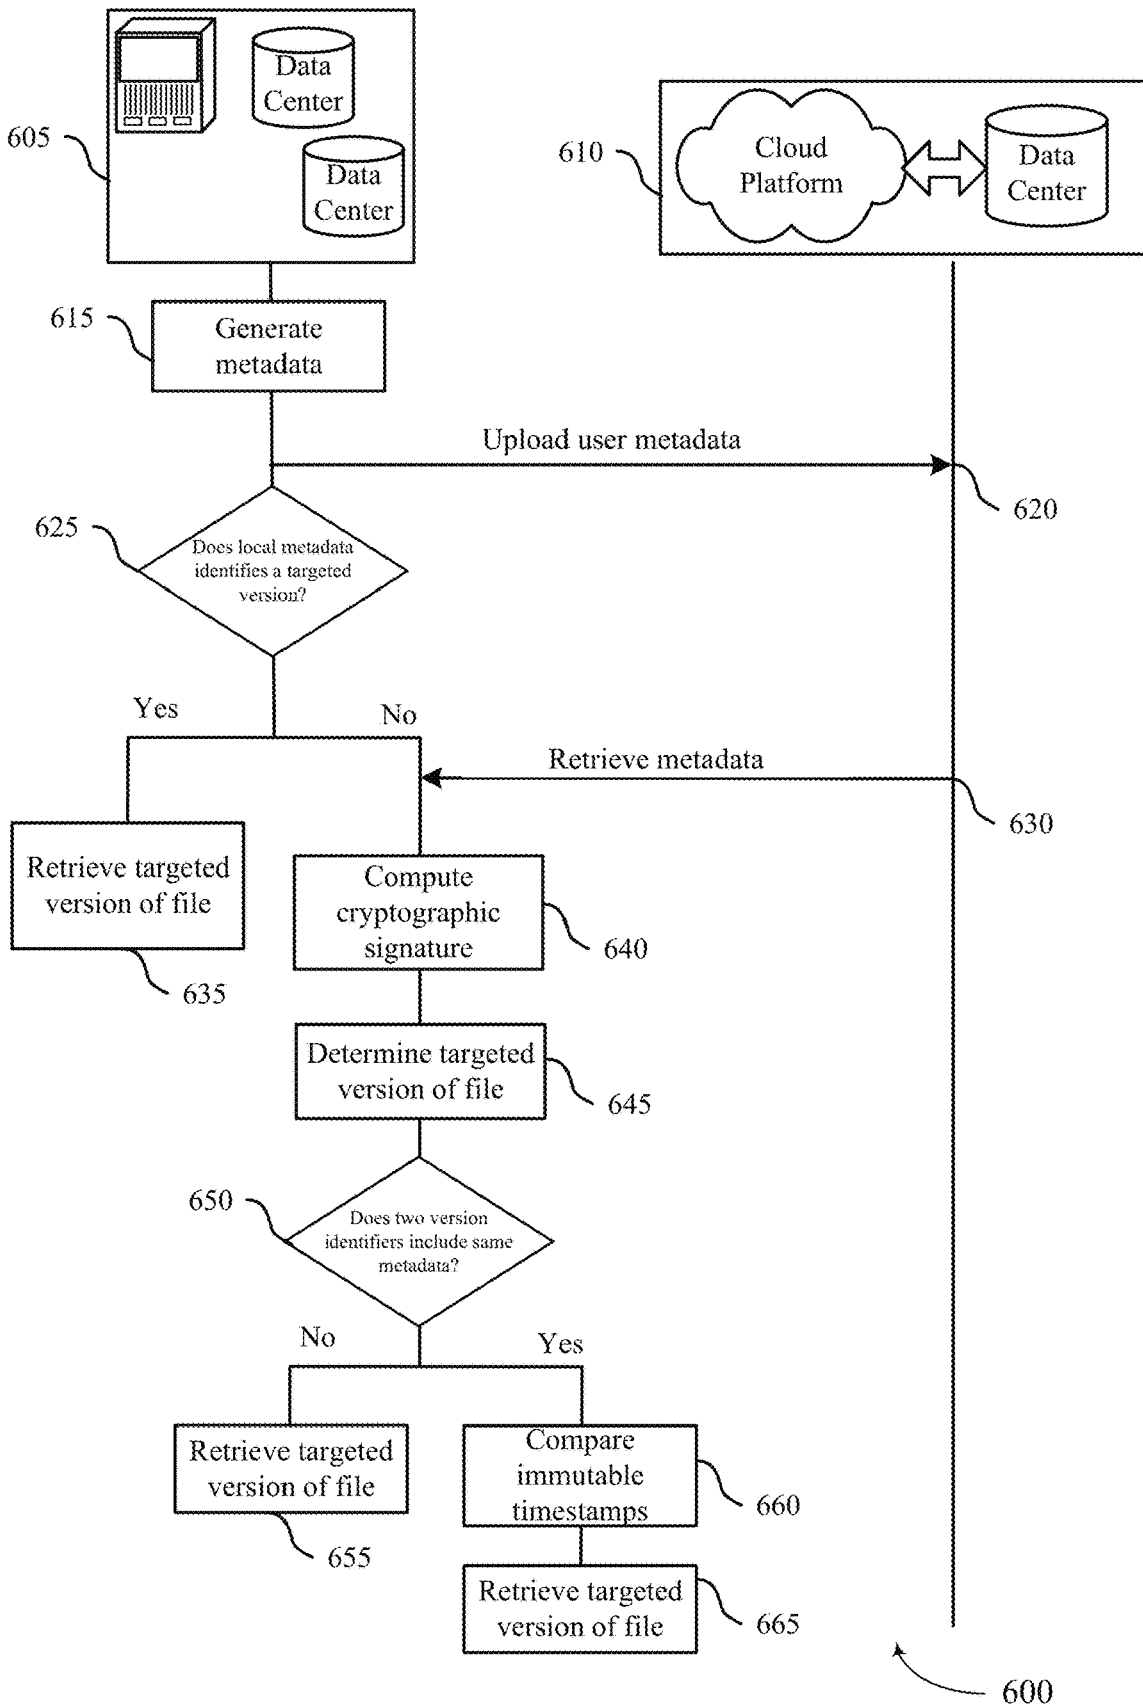 Data
Center
605
Data
Center
610
Cloud
Platform
Data
Center
615
Generate
metadata
Upload user metadata
620
625
Does local metadata
identifies a targeted
version?
Yes
No
Retrieve metadata
630
Retrieve targeted
version of file
635
Compute
cryptographic
signature
640
Determine targeted
version of file
645
650
Does two version
identifiers include same
metadata?
No
Yes
Retrieve targeted
version of file
655
Compare
immutable
timestamps
660
Retrieve targeted
version of file
665
600